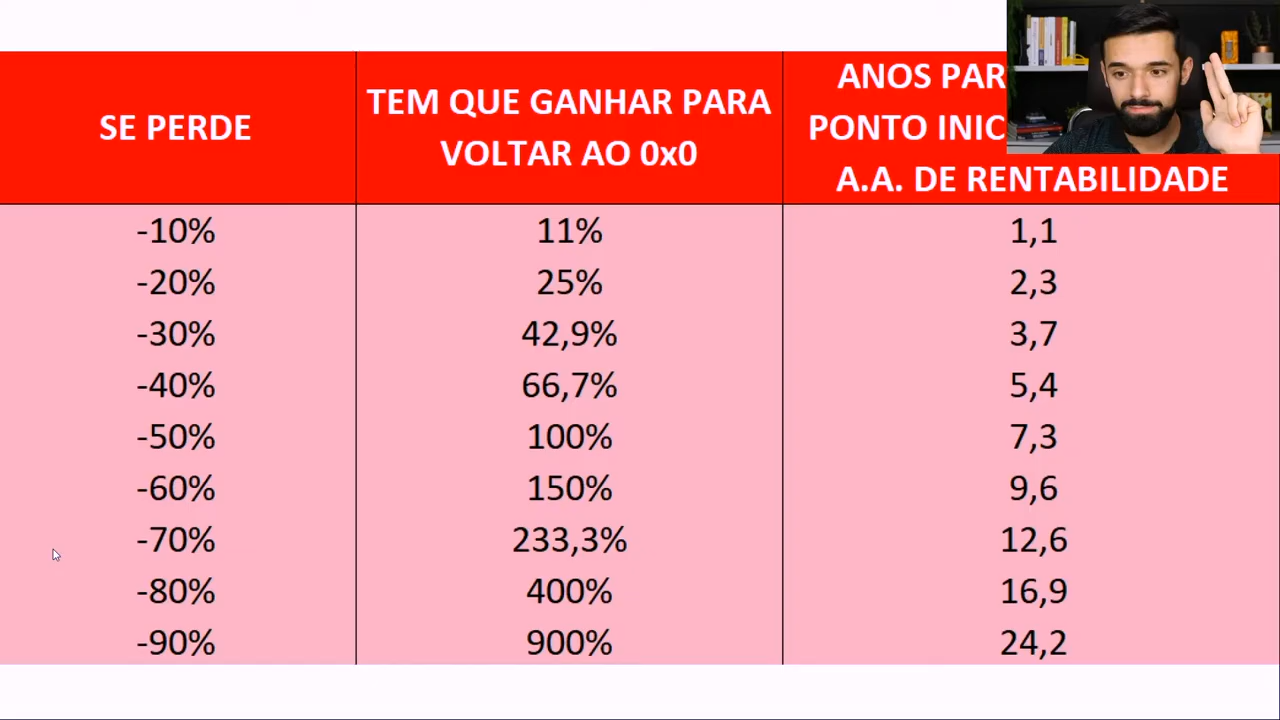 SE PERDE
TEM QUE GANHAR PARA
VOLTAR AO 0x0
ANOS
PONTO
A.A. DE RENTABILIDADE
-10% 11% 1,1
-20% 25% 2,3
-30% 42,9% 3,7
-40% 66,7% 5,4
-50% 100% 7,3
-60% 150% 9,6
-70% 233,3% 12,6
-80% 400% 16,9
-90% 900% 24,2